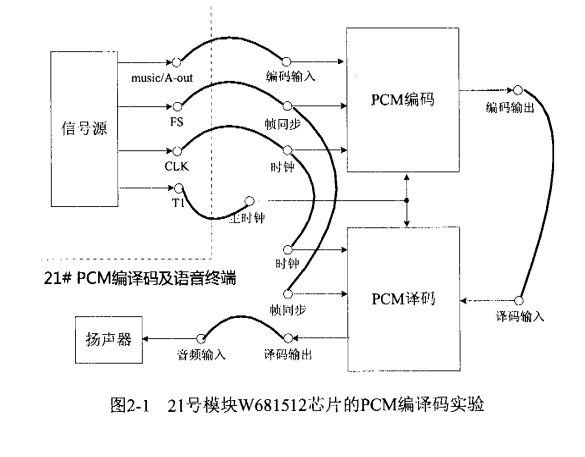 信号源
music/A-out
编码输入
PCM编码
编码输出
FS
帧同步
CLK
时钟
T1
主时钟
时钟
21# PCM编译码及语音终端
帧同步
PCM译码
译码输入
扬声器
音频输入
译码输出
图2-1 21号模块W681512芯片的PCM编译码实验